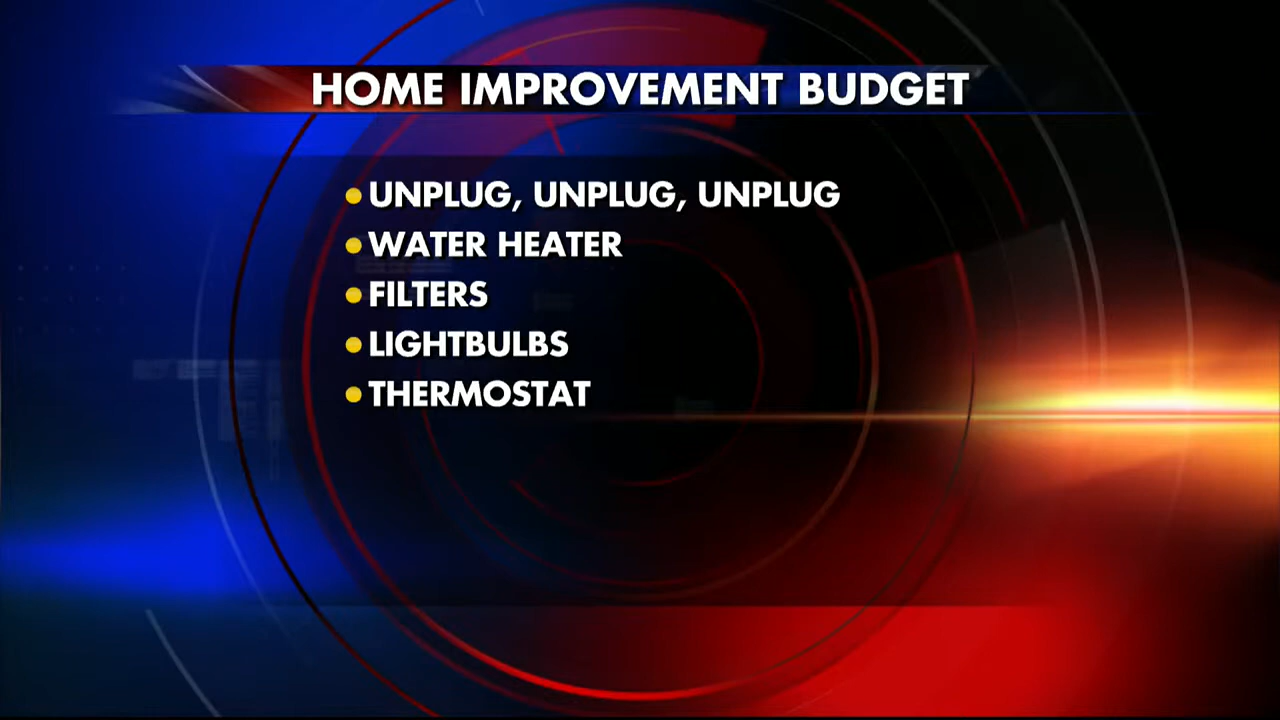 HOME IMPROVEMENT BUDGET
UNPLUG, UNPLUG, UNPLUG
WATER HEATER
FILTERS
LIGHTBULBS
THERMOSTAT